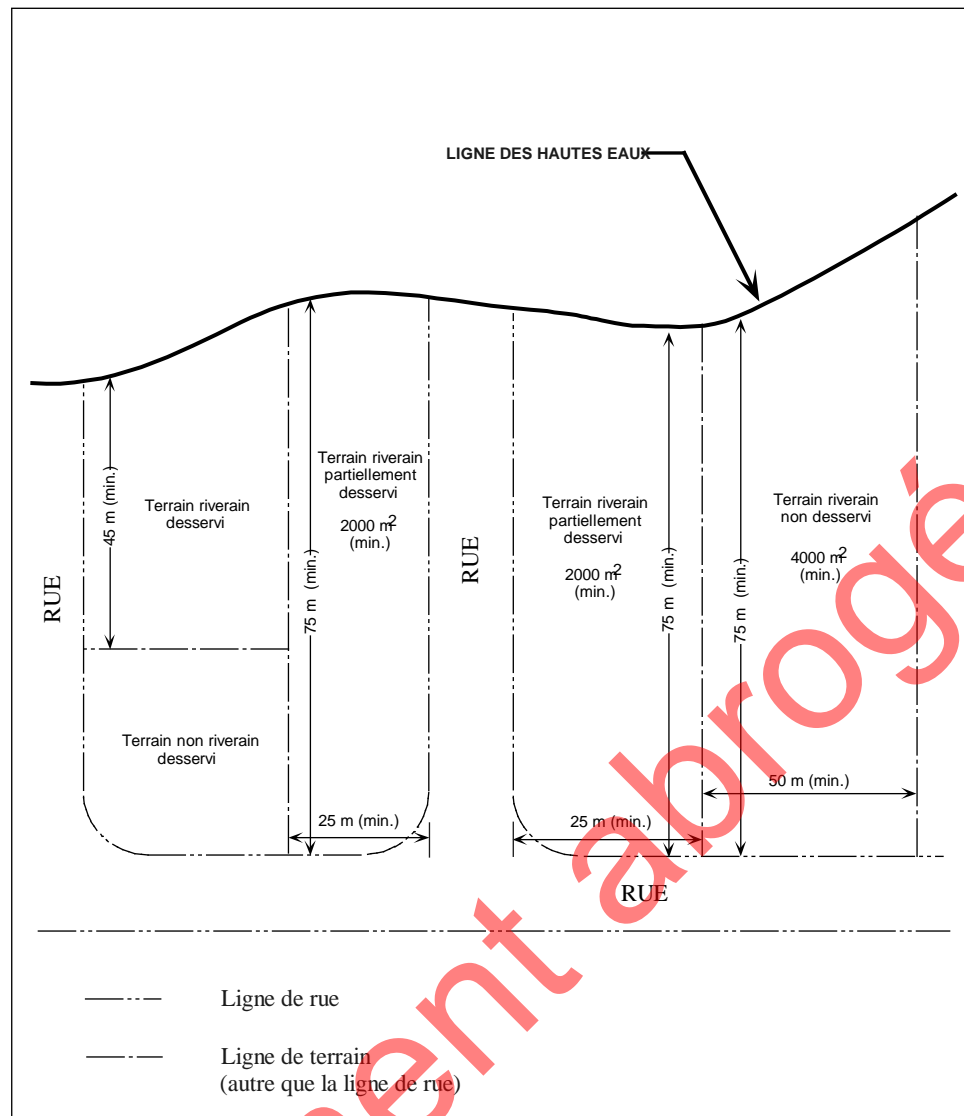 LIGNE DES HAUTES EAUX
Terrain riverain
desservi
45 m (min.)
RUE
Terrain non riverain
desservi
Terrain riverain
partiellement
desservi
2000 m²
(min.)
75 m (min.)
25 m (min.)
RUE
Terrain riverain
partiellement
desservi
2000 m²
(min.)
75 m (min.)
25 m (min.)
Terrain riverain
non desservi
4000 m²
(min.)
75 m (min.)
50 m (min.)
RUE
Ligne de rue
Ligne de terrain
(autre que la ligne de rue)
ment abrogé